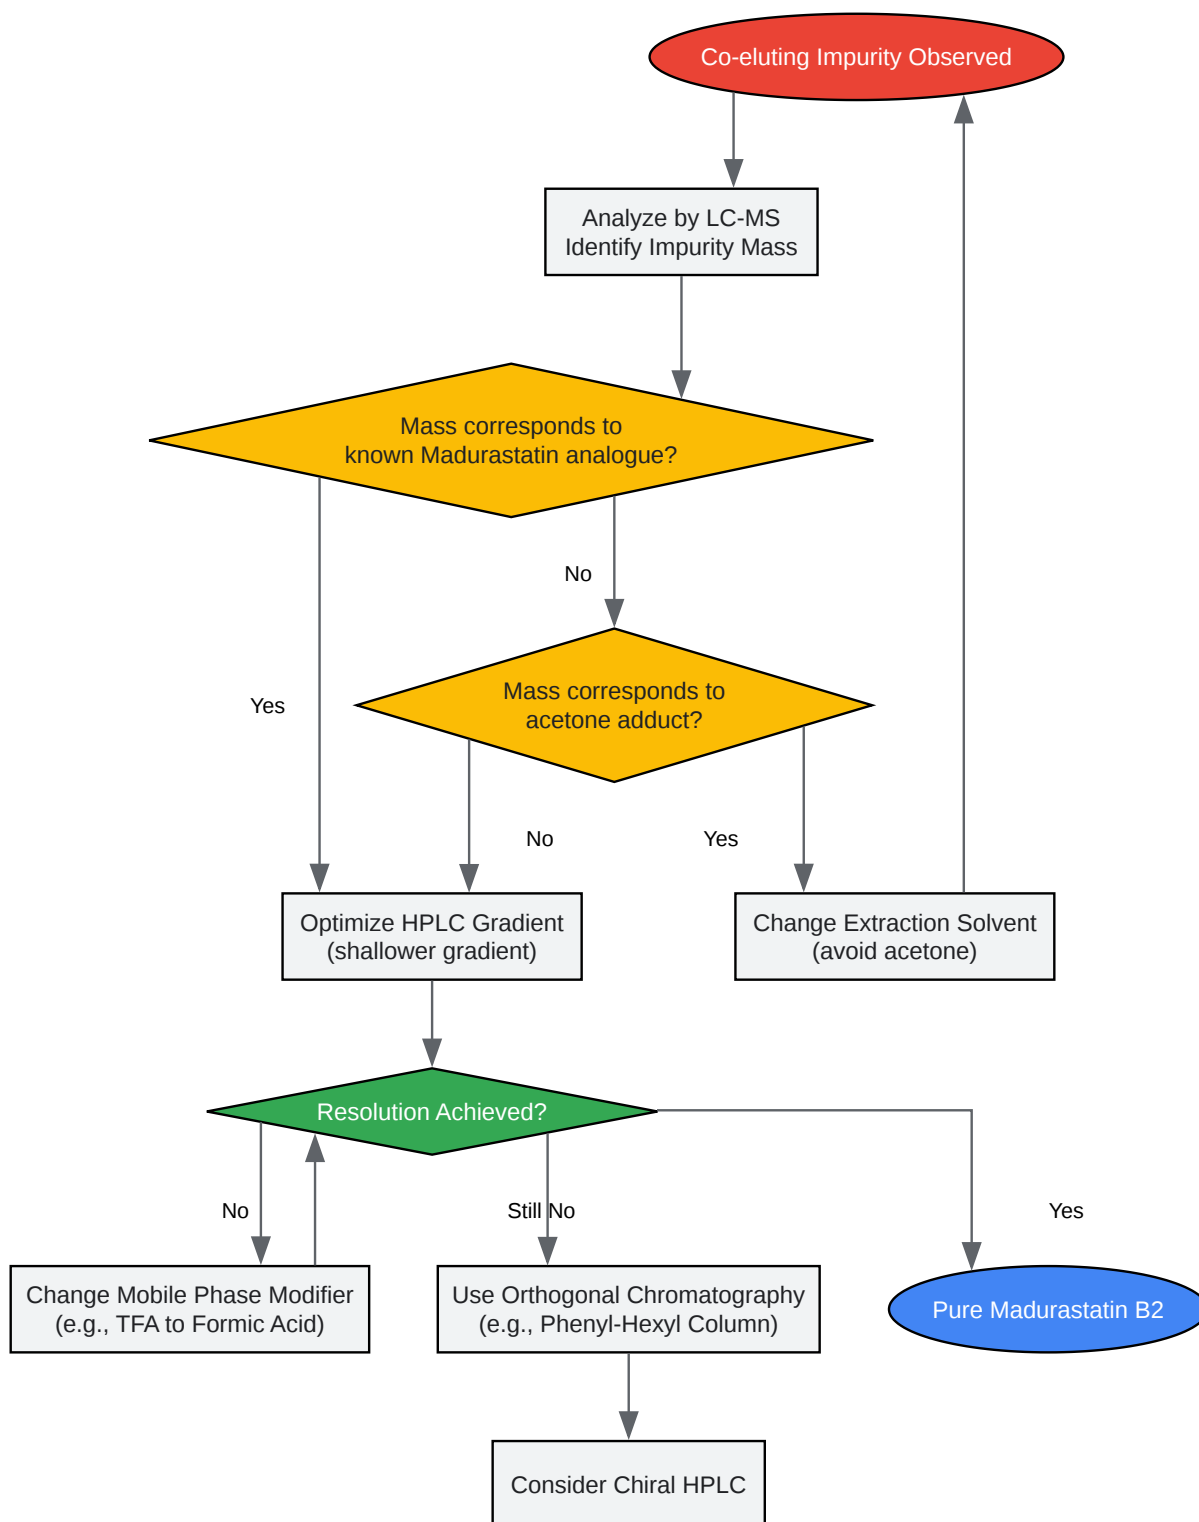 Co-eluting Impurity Observed
Analyze by LC-MS
Identify Impurity Mass
Mass corresponds to
known Madurastatin analogue?
No
Yes
Mass corresponds to
acetone adduct?
No
Yes
Optimize HPLC Gradient
(shallower gradient)
Change Extraction Solvent
(avoid acetone)
Resolution Achieved?
No
Still No
Yes
Change Mobile Phase Modifier
(e.g., TFA to Formic Acid)
Use Orthogonal Chromatography
(e.g., Phenyl-Hexyl Column)
Pure Madurastatin B2
Consider Chiral HPLC